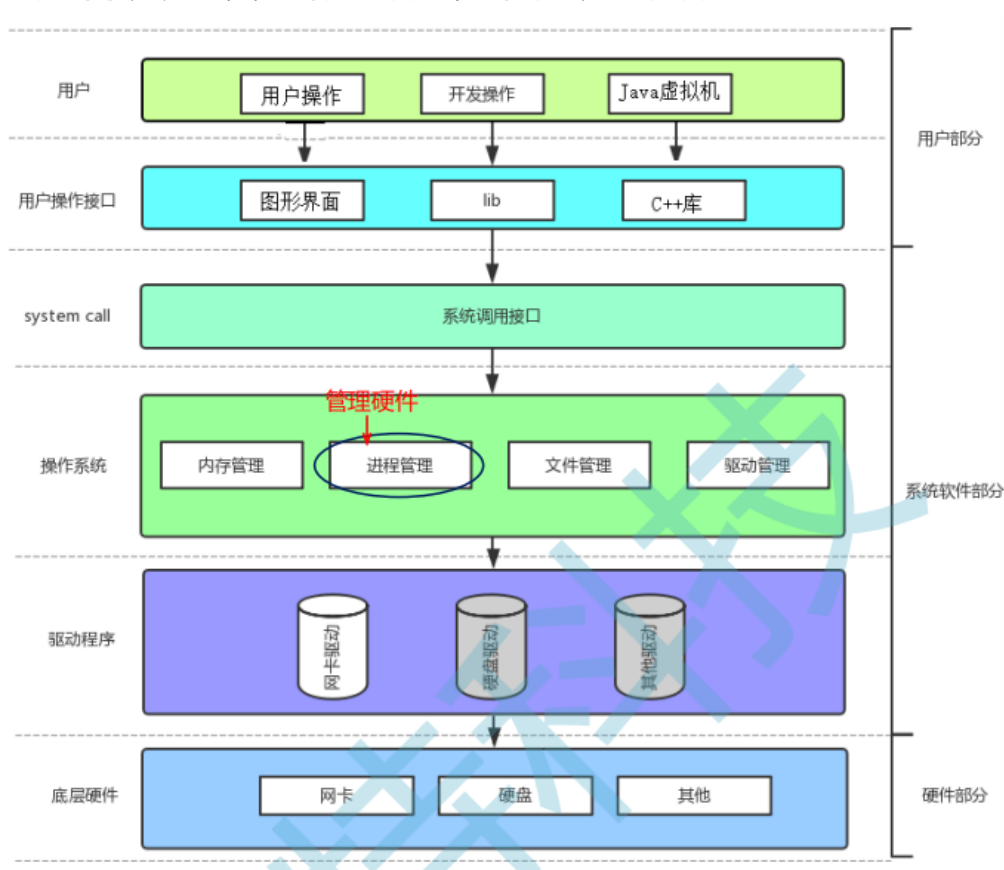 用户
用户操作
开发操作
Java虚拟机
用户部分
用户操作接口
图形界面
lib
C++库
system call
系统调用接口
管理硬件
操作系统
内存管理
进程管理
文件管理
驱动管理
系统软件部分
驱动程序
网卡驱动
硬盘驱动
其他驱动
底层硬件
网卡
硬盘
其他
硬件部分
特科技